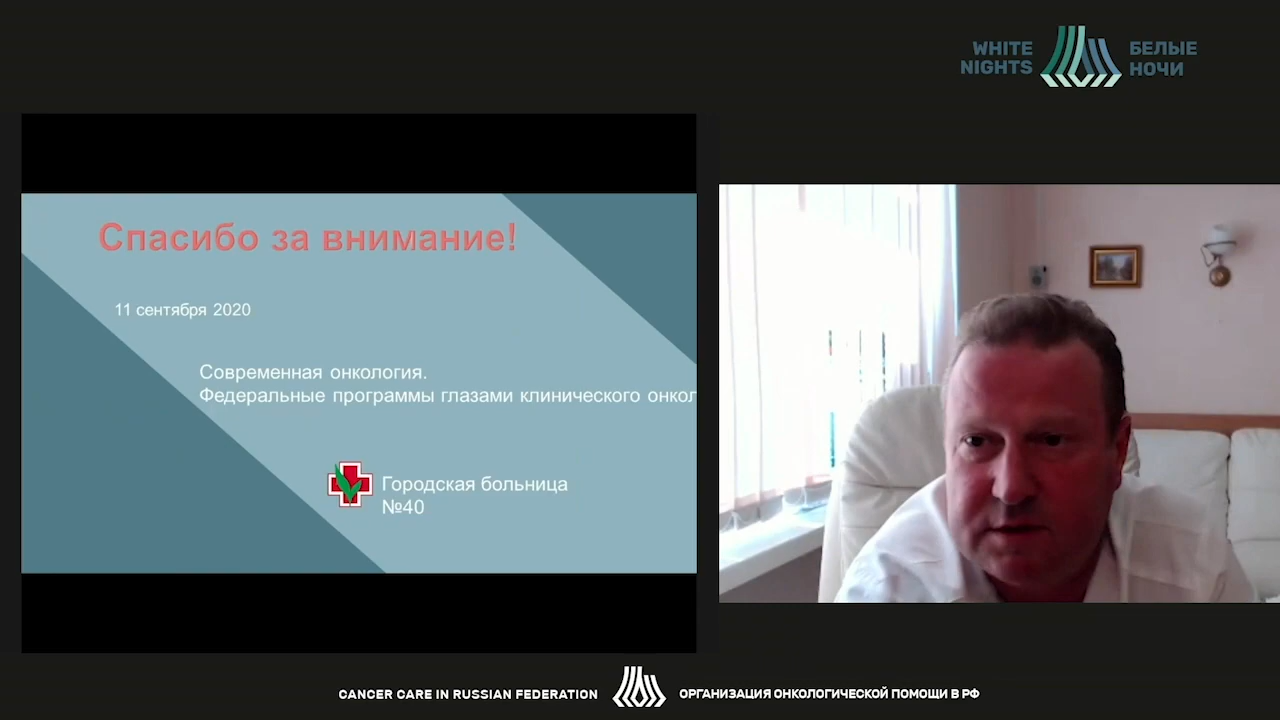 WHITE
NIGHTS
БЕЛЫЕ
НОЧИ
Спасибо за внимание!
11 сентября 2020
Современная онкология.
Федеральные программы глазами клинического онкол
Городская больница
№40
CANCER CARE IN RUSSIAN FEDERATION
ОРГАНИЗАЦИЯ ОНКОЛОГИЧЕСКОЙ ПОМОЩИ В РФ